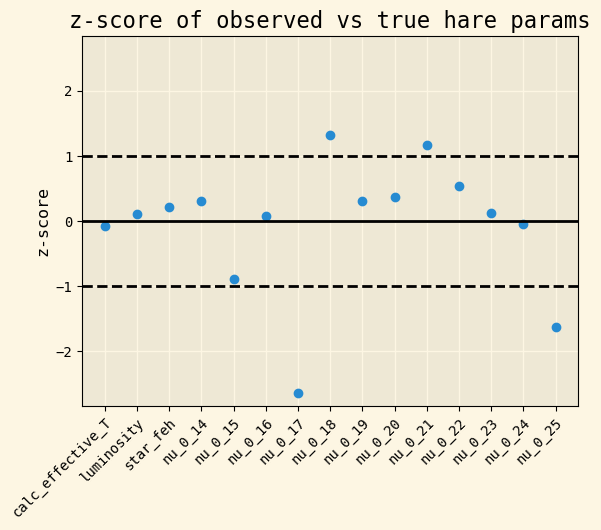 z-score of observed vs true hare params
z-score
2
1
0
−1
−2
calc_effective_T
luminosity
star_feh
nu_0_14
nu_0_15
nu_0_16
nu_0_17
nu_0_18
nu_0_19
nu_0_20
nu_0_21
nu_0_22
nu_0_23
nu_0_24
nu_0_25